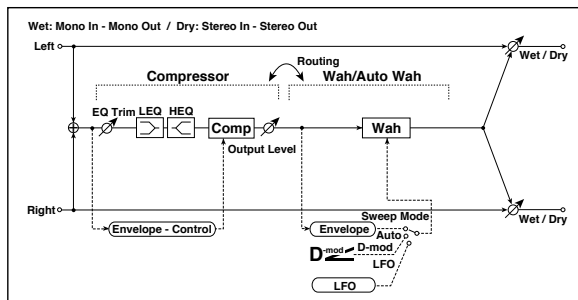 Wet: Mono In - Mono Out / Dry: Stereo In - Stereo Out
Left
Wet / Dry
Routing
Compressor
Wah/Auto Wah
EQ Trim
LEQ
HEQ
Comp
Output Level
Wah
Right
Wet / Dry
Envelope - Control
Envelope
Sweep Mode
Auto
D-mod
D-mod
LFO
LFO